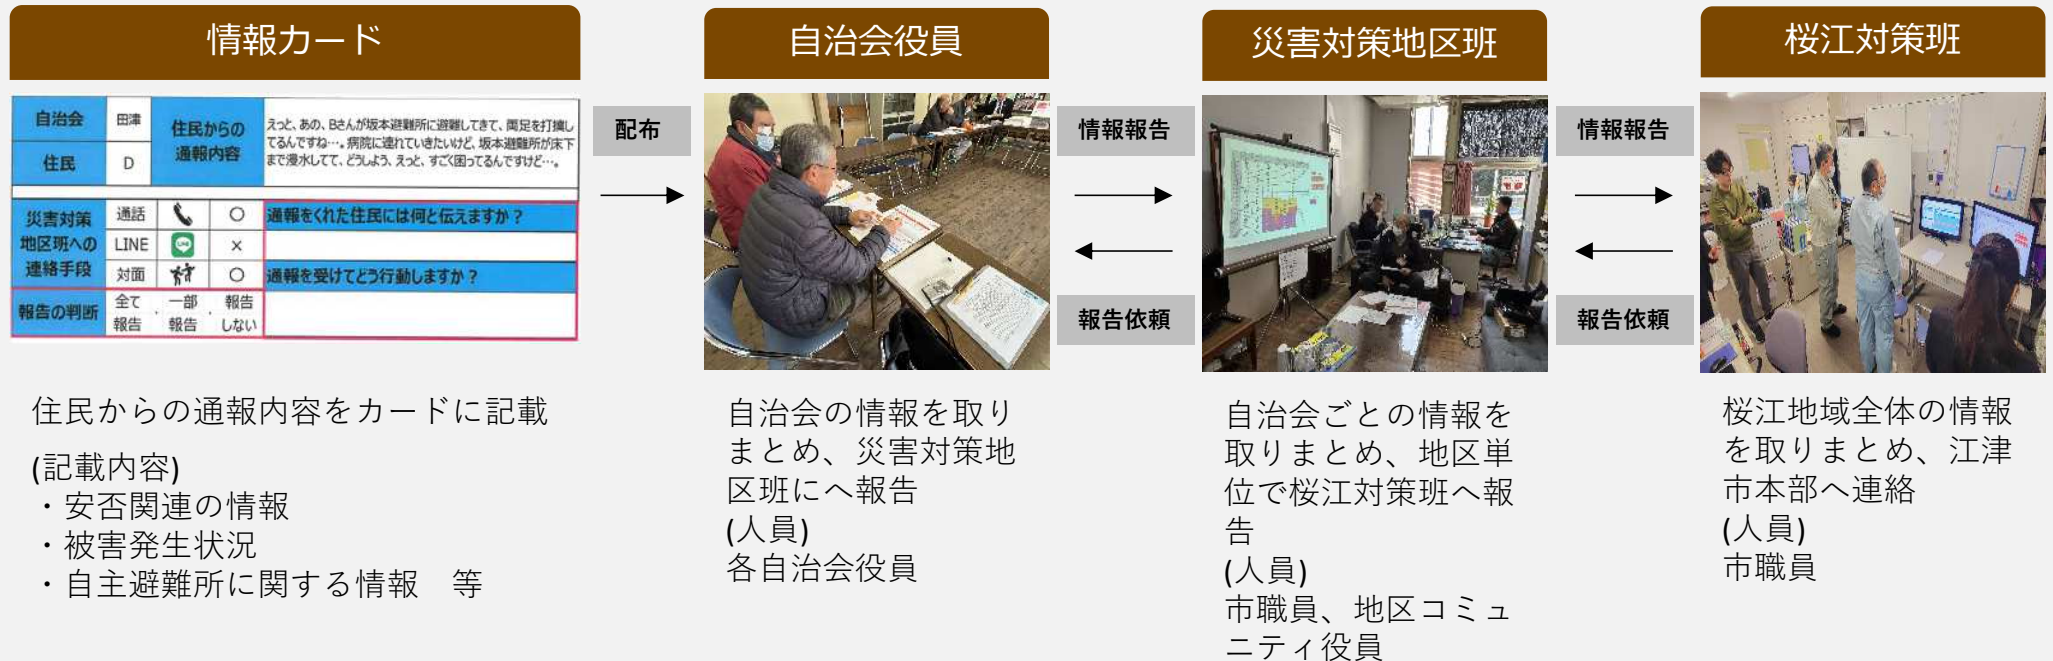 情報カード
自治会
田津
住民からの
通報内容
えっと、あの、Bさんが坂本避難所に避難してきて、両足を打撲し
てるんですね…。病院に連れていきたいけど、坂本避難所が床下
まで浸水してて、どうしよう、えっと、すごく困ってるんですけど…。
住民
D
災害対策
地区班への
連絡手段
通話
○
LINE
×
対面
○
通報をくれた住民には何と伝えますか？
通報を受けてどう行動しますか？
報告の判断
全て
報告
・
一部
報告
・
報告
しない
住民からの通報内容をカードに記載
(記載内容)
・安否関連の情報
・被害発生状況
・自主避難所に関する情報　等
配布
自治会役員
自治会の情報を取り
まとめ、災害対策地
区班にへ報告
(人員)
各自治会役員
情報報告
報告依頼
災害対策地区班
自治会ごとの情報を
取りまとめ、地区単
位で桜江対策班へ報
告
(人員)
市職員、地区コミュ
ニティ役員
情報報告
報告依頼
桜江対策班
桜江地域全体の情報
を取りまとめ、江津
市本部へ連絡
(人員)
市職員